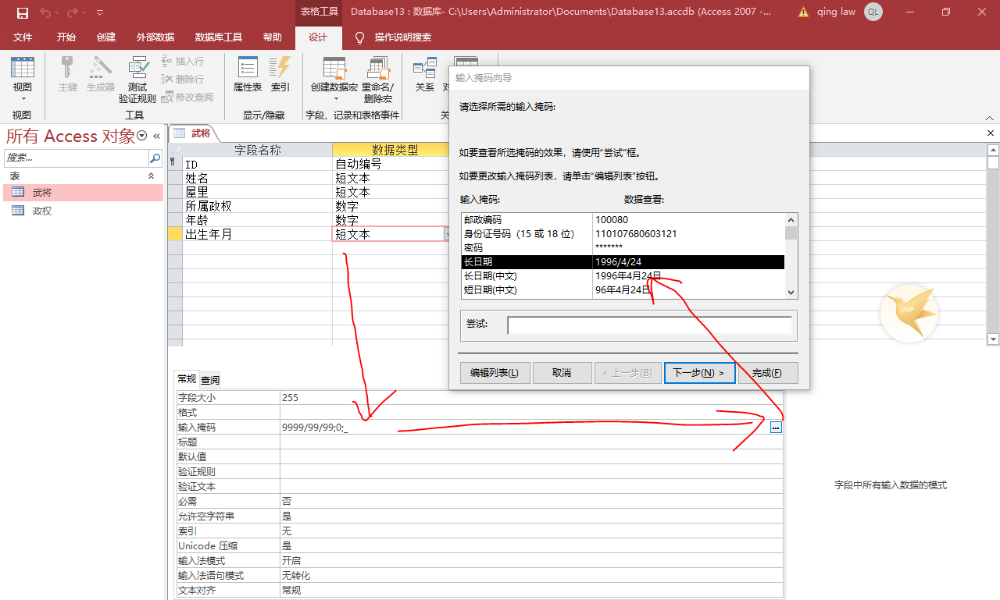 表格工具
Database13 : 数据库- C:\Users\Administrator\Documents\Database13.accdb (Access 2007 -...
qing law
QL
文件
开始
创建
外部数据
数据库工具
帮助
设计
操作说明搜索
视图
主键
生成器
测试
验证规则
插入行
删除行
修改查阅
属性表
索引
创建数据宏
重命名/
删除宏
关系
视图
工具
显示/隐藏
字段、记录和表格事件
所有 Access 对象
«
搜索...
表
武将
政权
武将
字段名称
数据类型
ID
自动编号
姓名
短文本
屋里
短文本
所属政权
数字
年龄
数字
出生年月
短文本
输入掩码向导
请选择所需的输入掩码:
如要查看所选掩码的效果，请使用“尝试”框。
如要更改输入掩码列表，请单击“编辑列表”按钮。
输入掩码:
数据查看:
邮政编码
100080
身份证号码（15 或 18 位）
110107680603121
密码
*******
长日期
1996/4/24
长日期(中文)
1996年4月24日
短日期(中文)
96年4月24日
尝试:
编辑列表(L)
取消
< 上一步(B)
下一步(N) >
完成(F)
VIP
常规
查阅
字段大小
255
格式
输入掩码
9999/99/99;0;_
...
标题
默认值
验证规则
验证文本
必需
否
允许空字符串
是
索引
无
Unicode 压缩
是
输入法模式
开启
输入法语句模式
无转化
文本对齐
常规
字段中所有输入数据的模式